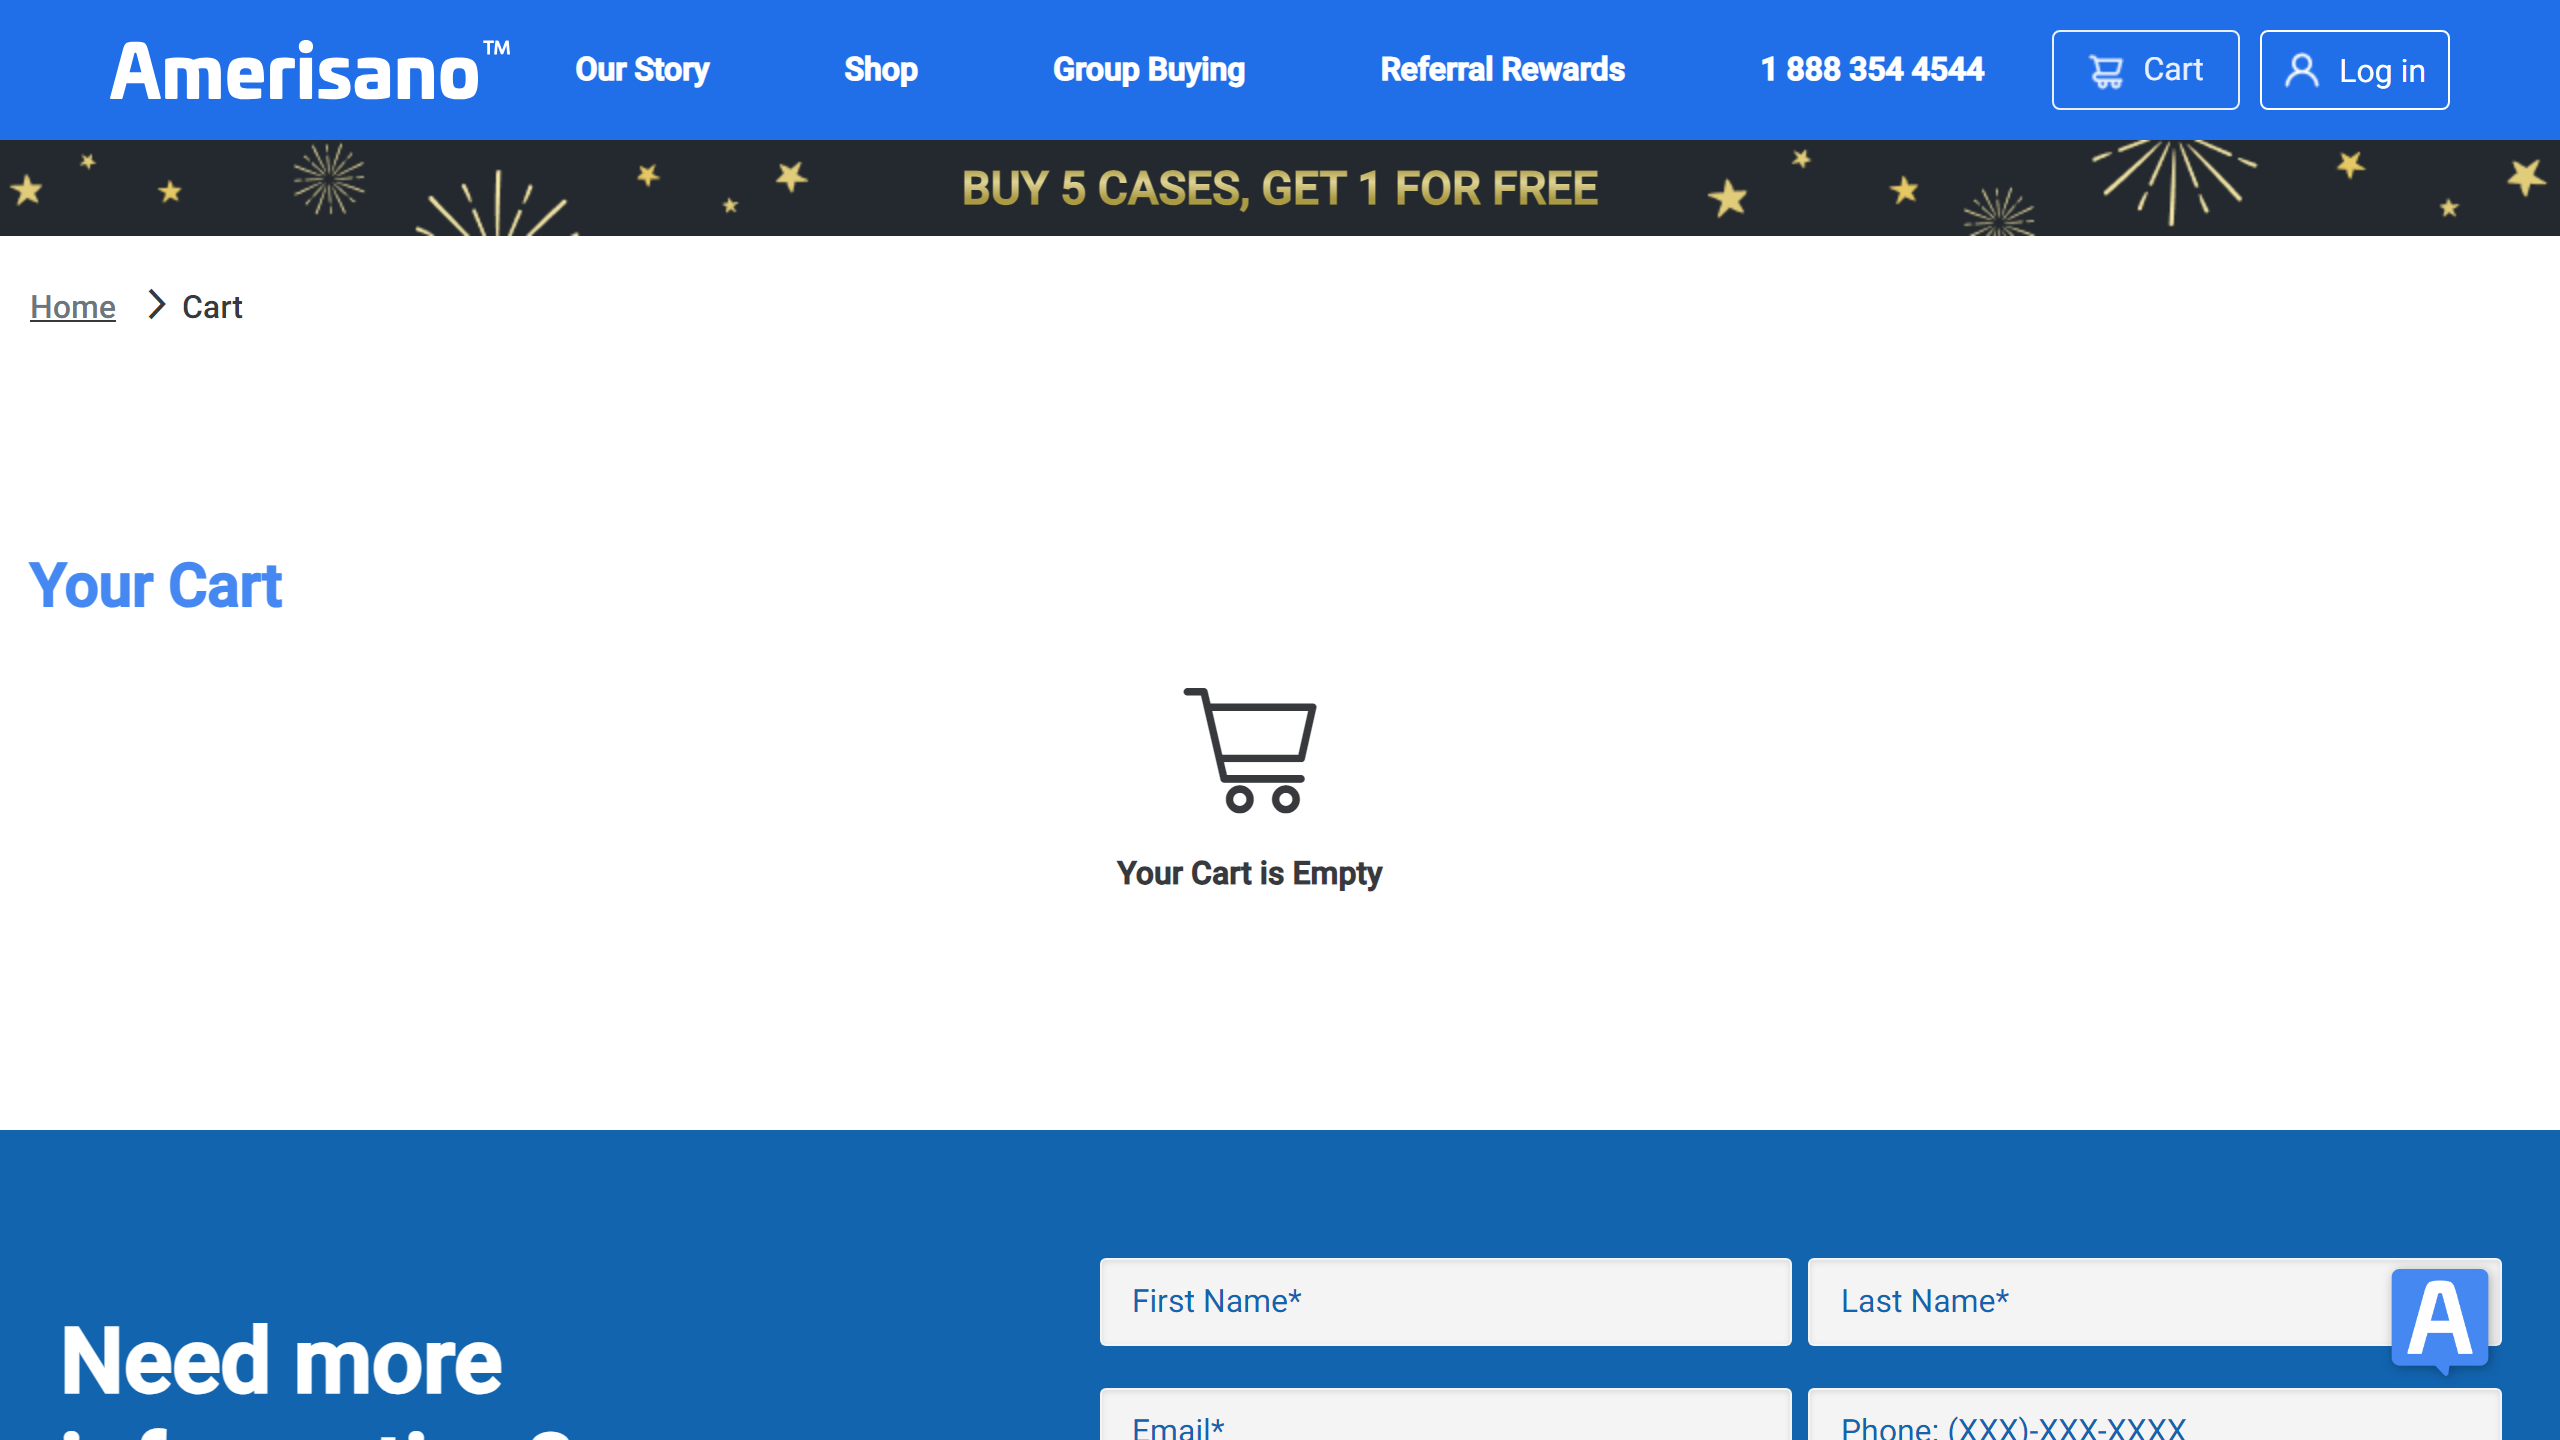 Amerisano™
Our Story
Shop
Group Buying
Referral Rewards
1 888 354 4544
Cart
Log in
BUY 5 CASES, GET 1 FOR FREE
Home
Cart
Your Cart
Your Cart is Empty
Need more
information?
First Name*
Last Name*
Email*
Phone: (XXX)-XXX-XXXX
A